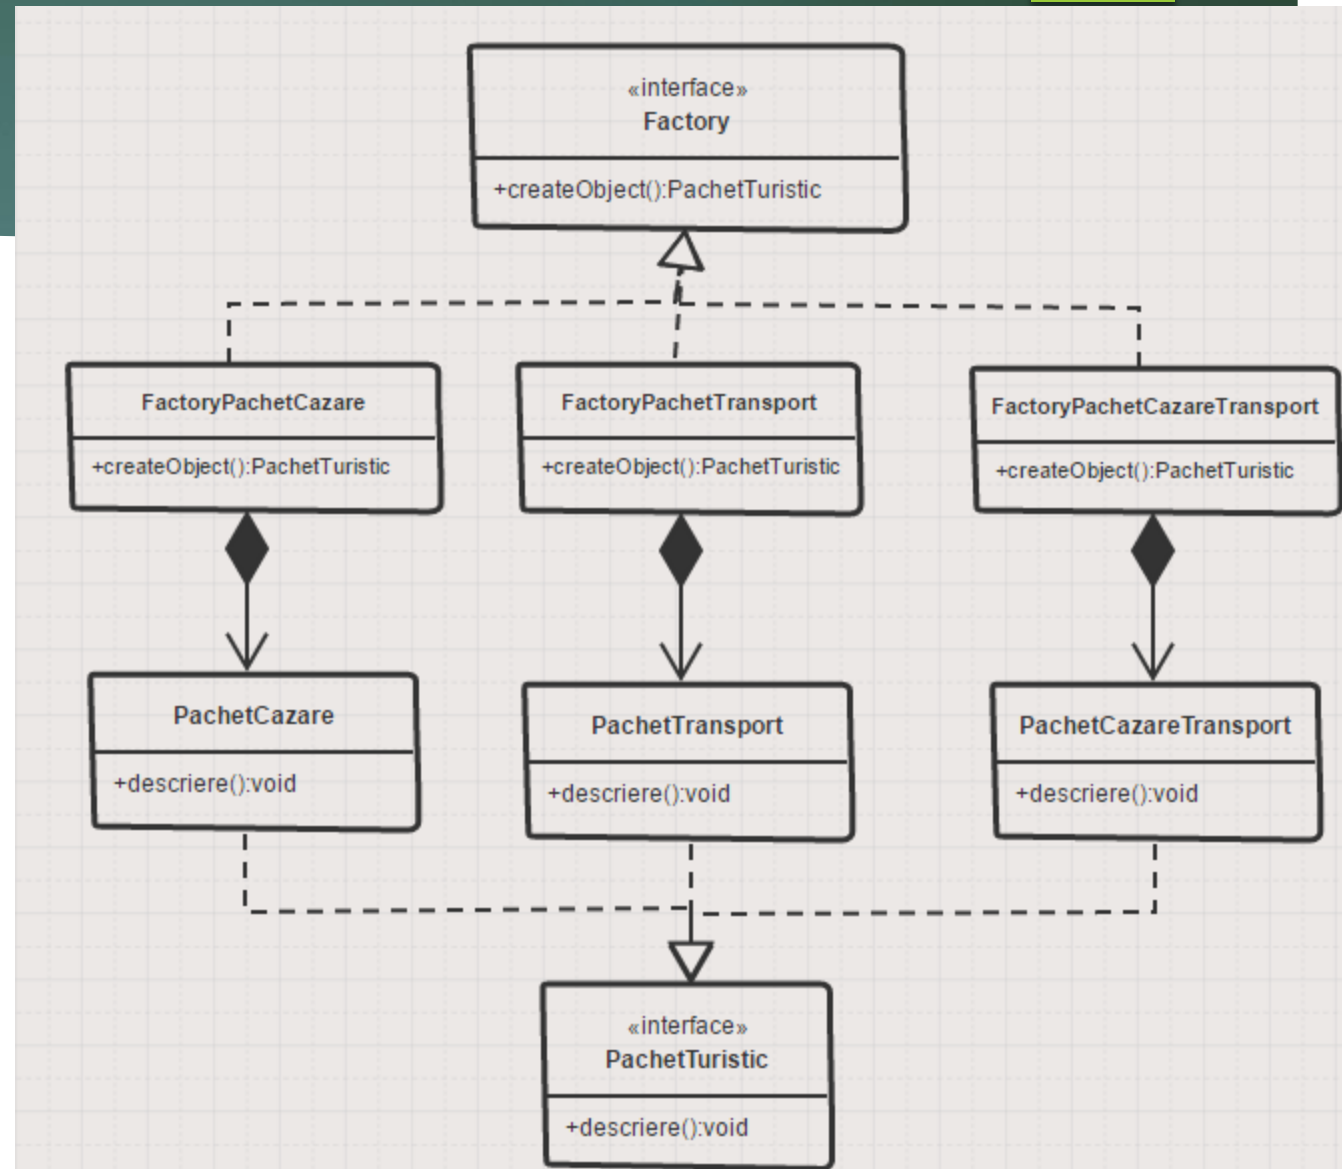 «interface»
Factory
+createObject():PachetTuristic
FactoryPachetCazare
+createObject():PachetTuristic
FactoryPachetTransport
+createObject():PachetTuristic
FactoryPachetCazareTransport
+createObject():PachetTuristic
PachetCazare
+descriere():void
PachetTransport
+descriere():void
PachetCazareTransport
+descriere():void
«interface»
PachetTuristic
+descriere():void